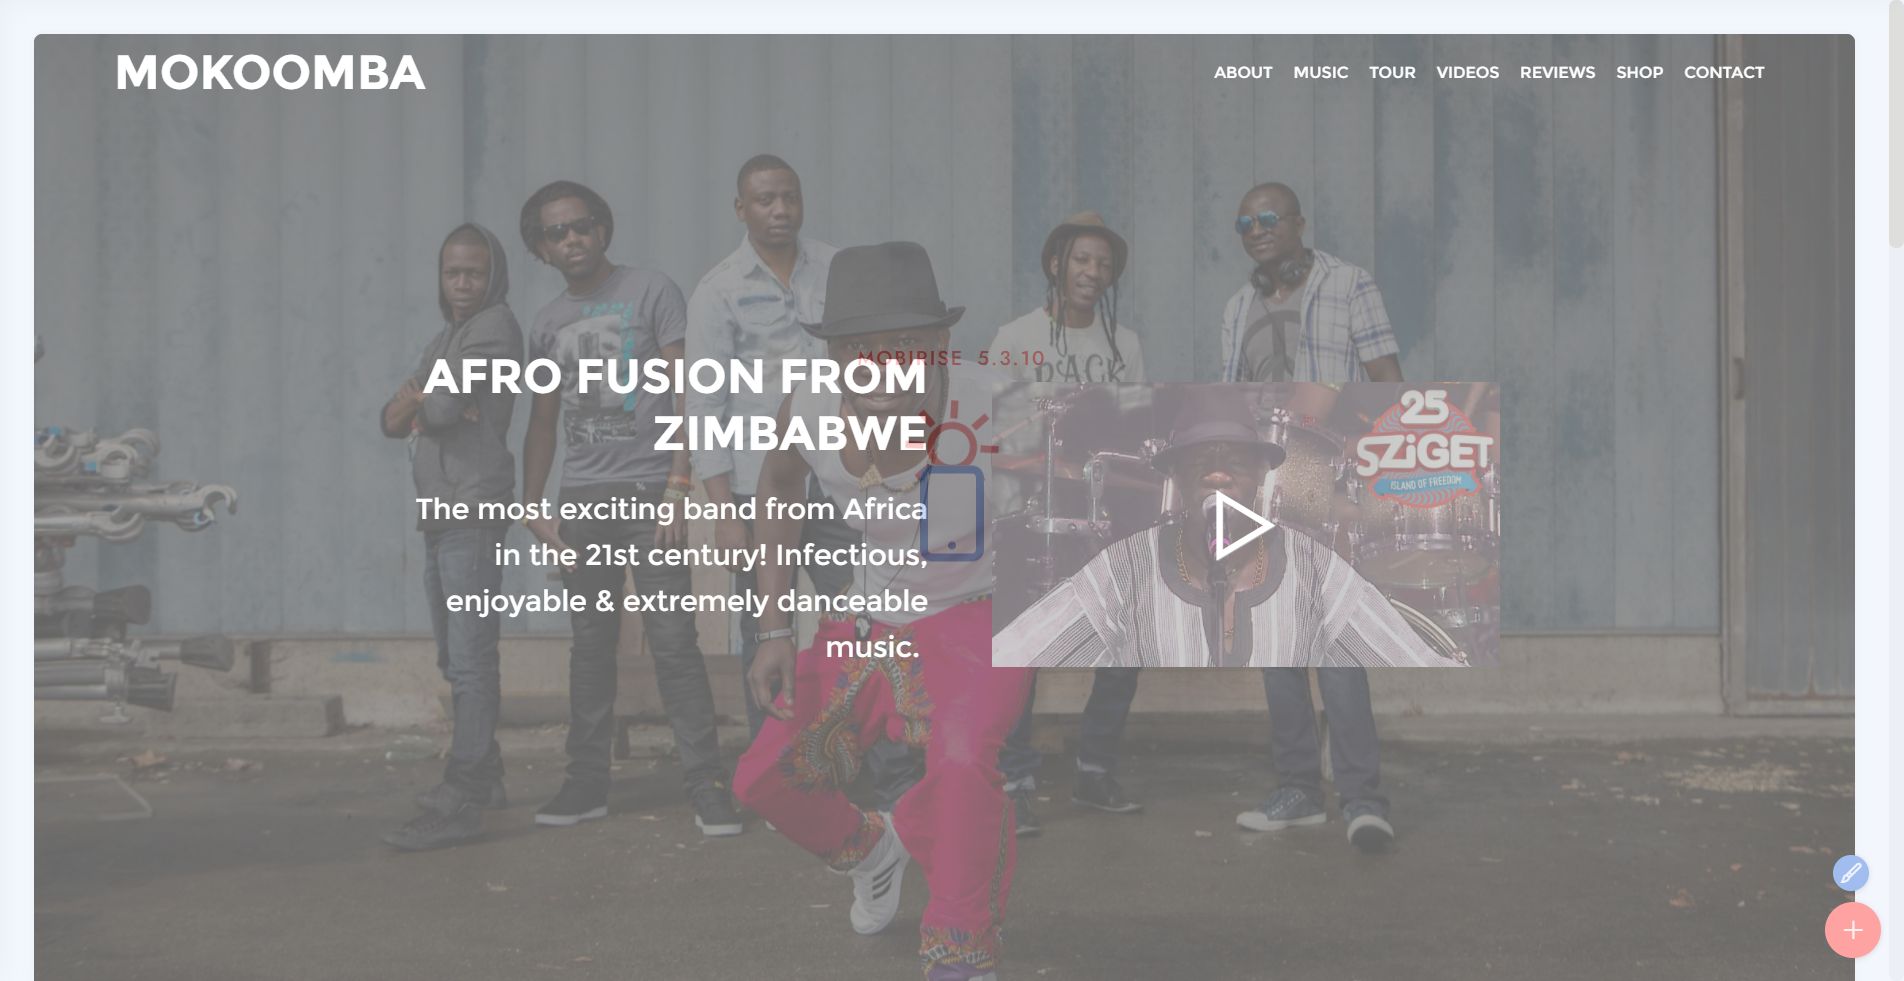 MOKOOMBA
ABOUT MUSIC TOUR VIDEOS REVIEWS SHOP CONTACT
MOBIRISE 5.3.10
AFRO FUSION FROM
ZIMBABWE
The most exciting band from Africa
in the 21st century! Infectious,
enjoyable & extremely danceable
music.
25
SZiGET
ISLAND OF FREEDOM